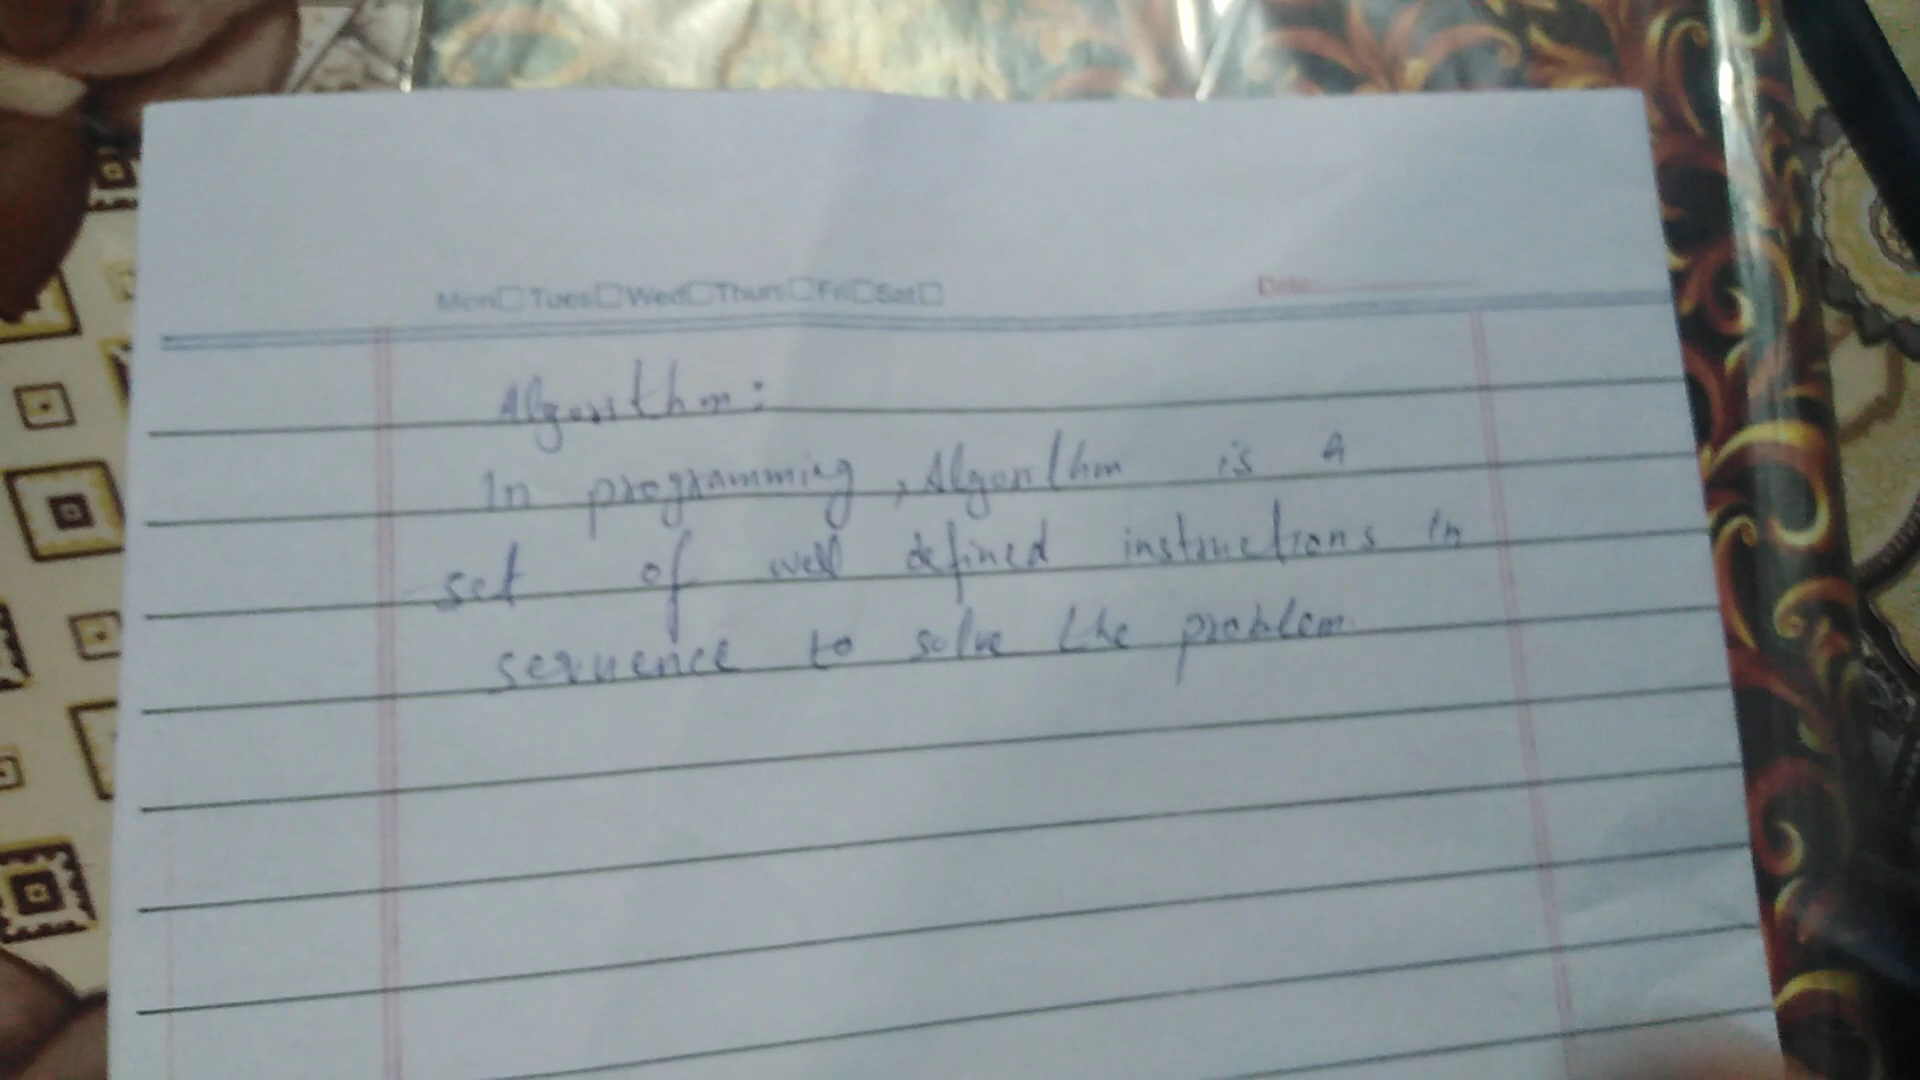 Mon☐ Tues☐ Wed☐ Thurs☐ Fri☐ Sat☐
Date:
Algorithm:
In programming, Algorithm is a
set of well defined instructions in
sequence to solve the problem.